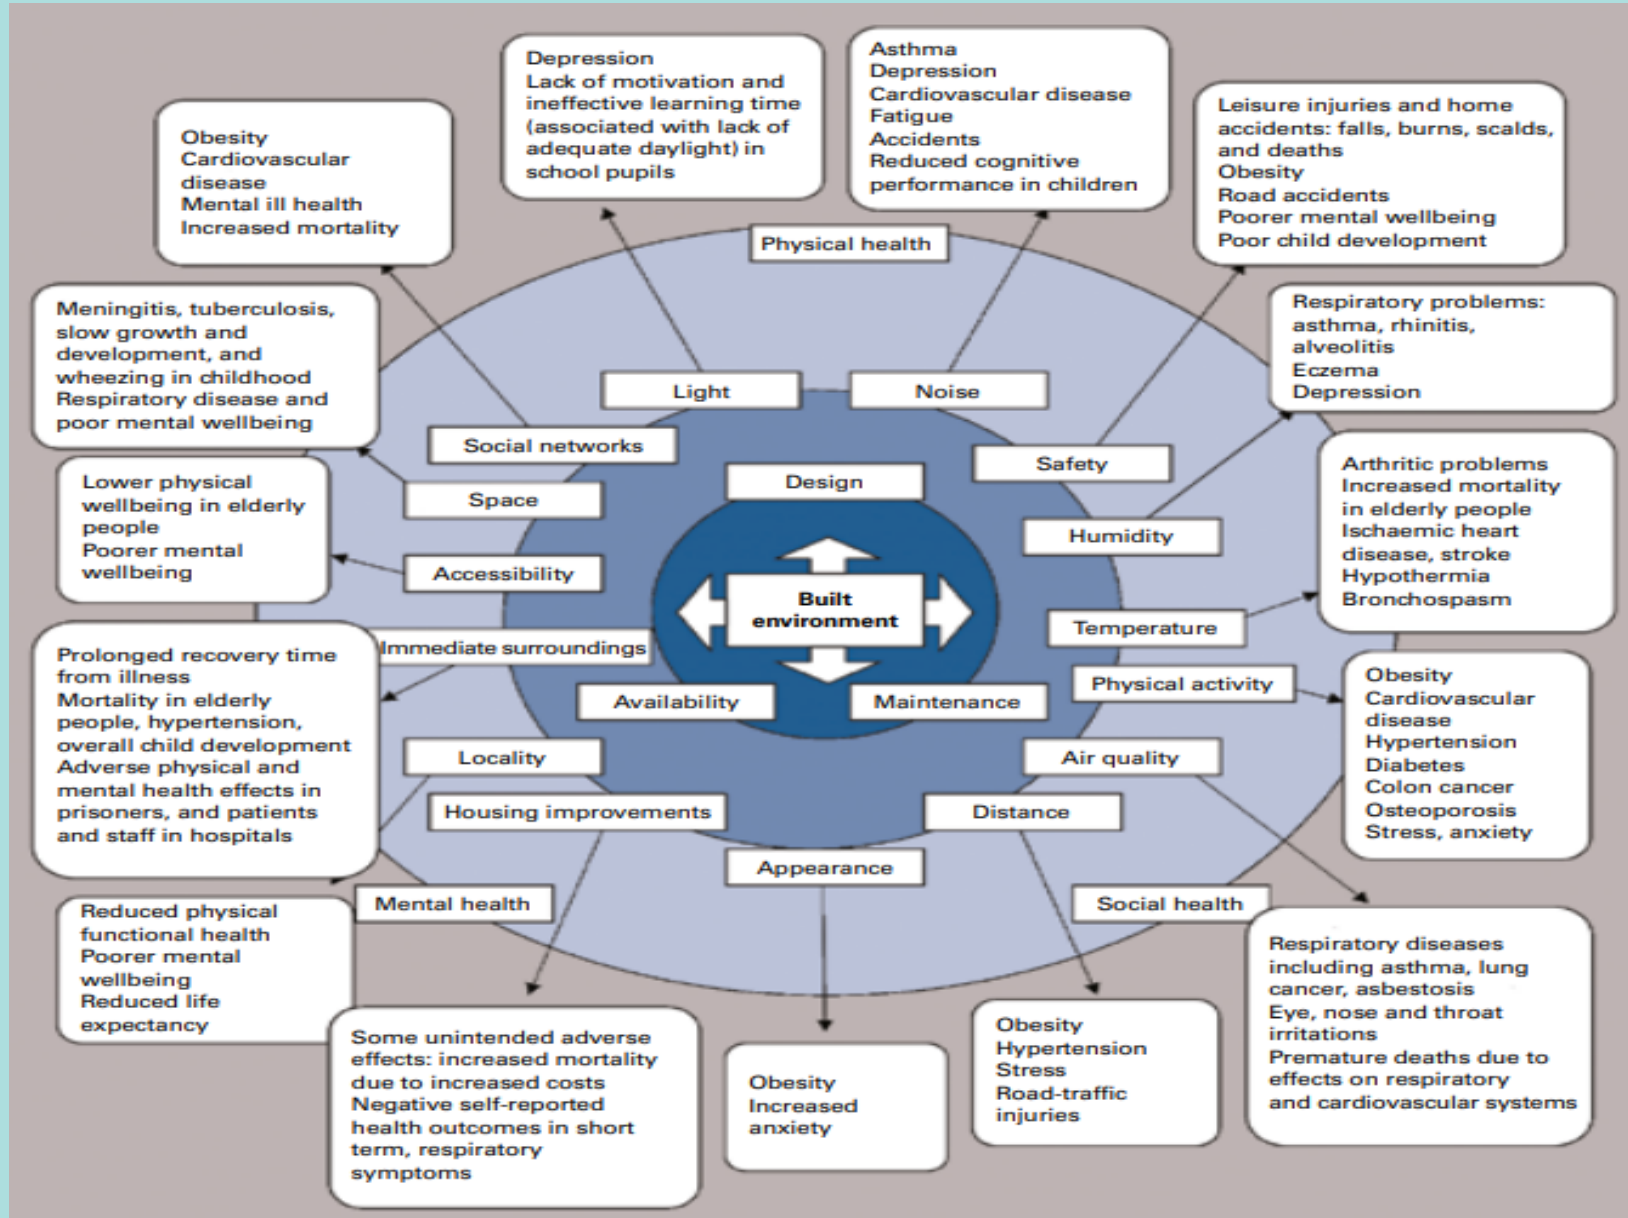 Depression
Lack of motivation and
ineffective learning time
(associated with lack of
adequate daylight) in
school pupils
Asthma
Depression
Cardiovascular disease
Fatigue
Accidents
Reduced cognitive
performance in children
Obesity
Cardiovascular
disease
Mental ill health
Increased mortality
Leisure injuries and home
accidents: falls, burns, scalds,
and deaths
Obesity
Road accidents
Poorer mental wellbeing
Poor child development
Physical health
Meningitis, tuberculosis,
slow growth and
development, and
wheezing in childhood
Respiratory disease and
poor mental wellbeing
Respiratory problems:
asthma, rhinitis,
alveolitis
Eczema
Depression
Light
Noise
Social networks
Safety
Space
Design
Humidity
Lower physical
wellbeing in elderly
people
Poorer mental
wellbeing
Arthritic problems
Increased mortality
in elderly people
Ischaemic heart
disease, stroke
Hypothermia
Bronchospasm
Accessibility
Built
environment
Temperature
Immediate surroundings
Physical activity
Availability
Maintenance
Prolonged recovery time
from illness
Mortality in elderly
people, hypertension,
overall child development
Adverse physical and
mental health effects in
prisoners, and patients
and staff in hospitals
Obesity
Cardiovascular
disease
Hypertension
Diabetes
Colon cancer
Osteoporosis
Stress, anxiety
Locality
Air quality
Housing improvements
Distance
Appearance
Mental health
Social health
Reduced physical
functional health
Poorer mental
wellbeing
Reduced life
expectancy
Some unintended adverse
effects: increased mortality
due to increased costs
Negative self-reported
health outcomes in short
term, respiratory
symptoms
Obesity
Increased
anxiety
Obesity
Hypertension
Stress
Road-traffic
injuries
Respiratory diseases
including asthma, lung
cancer, asbestosis
Eye, nose and throat
irritations
Premature deaths due to
effects on respiratory
and cardiovascular systems